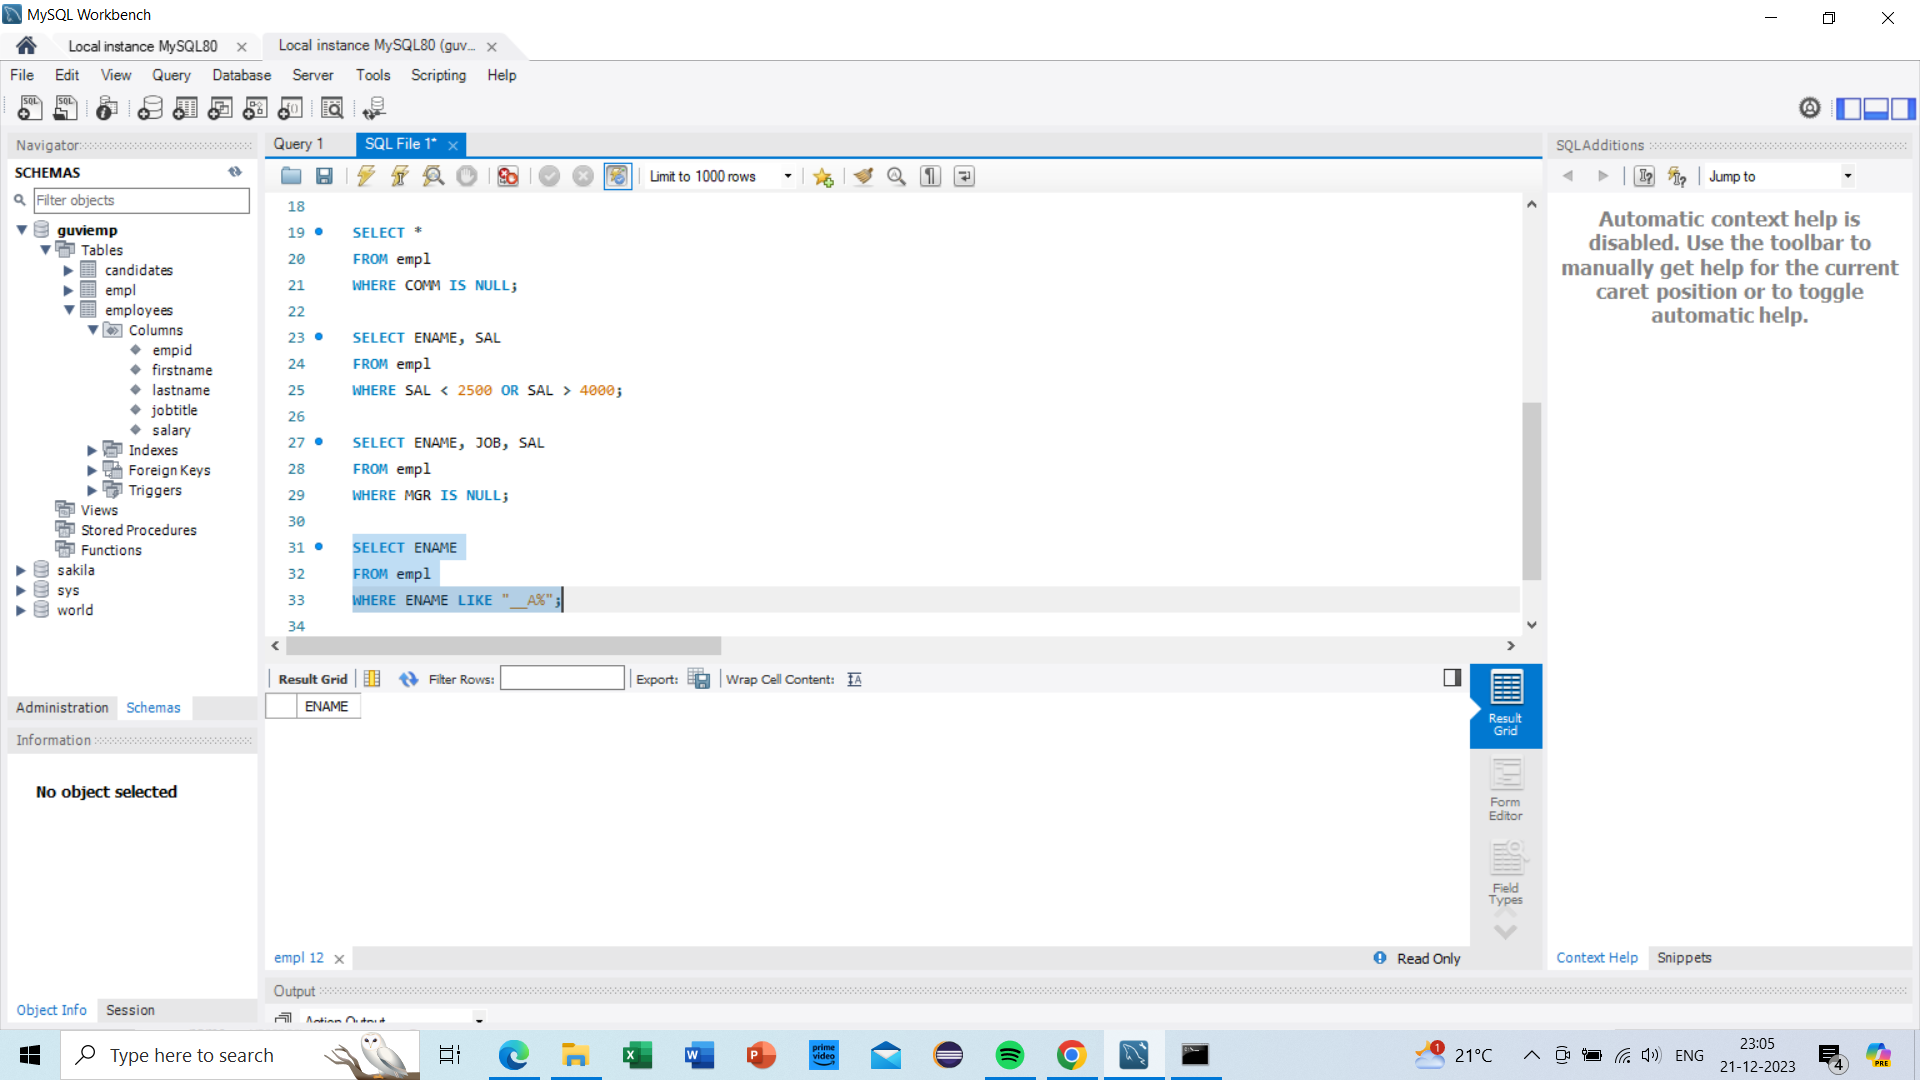 MySQL Workbench
Local instance MySQL80
Local instance MySQL80 (guv...
File Edit View Query Database Server Tools Scripting Help
Navigator
SCHEMAS
Filter objects
guviemp
Tables
candidates
empl
employees
Columns
empid
firstname
lastname
jobtitle
salary
Indexes
Foreign Keys
Triggers
Views
Stored Procedures
Functions
sakila
sys
world
Administration Schemas
Information
No object selected
Object Info Session
Query 1 SQL File 1*
Limit to 1000 rows
18
19 SELECT *
20 FROM empl
21 WHERE COMM IS NULL;
22
23 SELECT ENAME, SAL
24 FROM empl
25 WHERE SAL < 2500 OR SAL > 4000;
26
27 SELECT ENAME, JOB, SAL
28 FROM empl
29 WHERE MGR IS NULL;
30
31 SELECT ENAME
32 FROM empl
33 WHERE ENAME LIKE "__A%";
34
Result Grid Filter Rows: Export: Wrap Cell Content:
ENAME
Result
Grid
Form
Editor
Field
Types
empl 12 Read Only
Output
Action Output
SQLAdditions
Jump to
Automatic context help is
disabled. Use the toolbar to
manually get help for the current
caret position or to toggle
automatic help.
Context Help Snippets
Type here to search
prime
video
1
21°C
ENG
23:05
21-12-2023
4
PRE